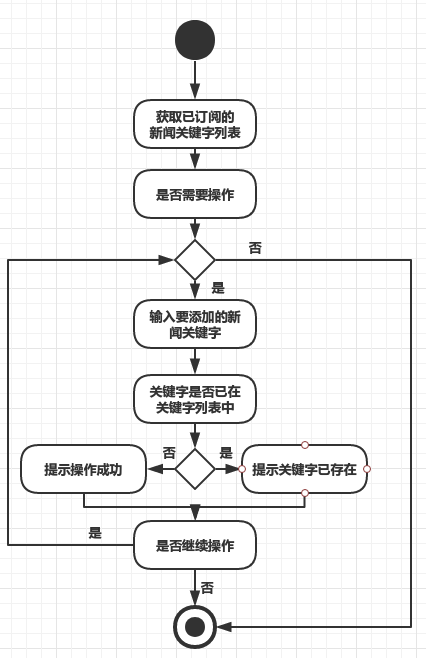 获取已订阅的
新闻关键字列表
是否需要操作
否
是
输入要添加的新
闻关键字
关键字是否已在
关键字列表中
否
是
提示操作成功
提示关键字已存在
是
是否继续操作
否